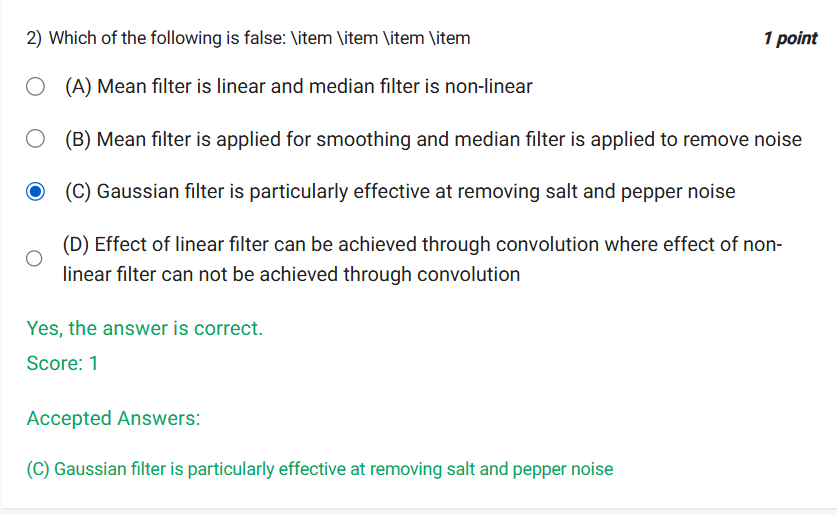 2) Which of the following is false: \item \item \item \item
1 point
(A) Mean filter is linear and median filter is non-linear
(B) Mean filter is applied for smoothing and median filter is applied to remove noise
(C) Gaussian filter is particularly effective at removing salt and pepper noise
(D) Effect of linear filter can be achieved through convolution where effect of non-
linear filter can not be achieved through convolution
Yes, the answer is correct.
Score: 1
Accepted Answers:
(C) Gaussian filter is particularly effective at removing salt and pepper noise